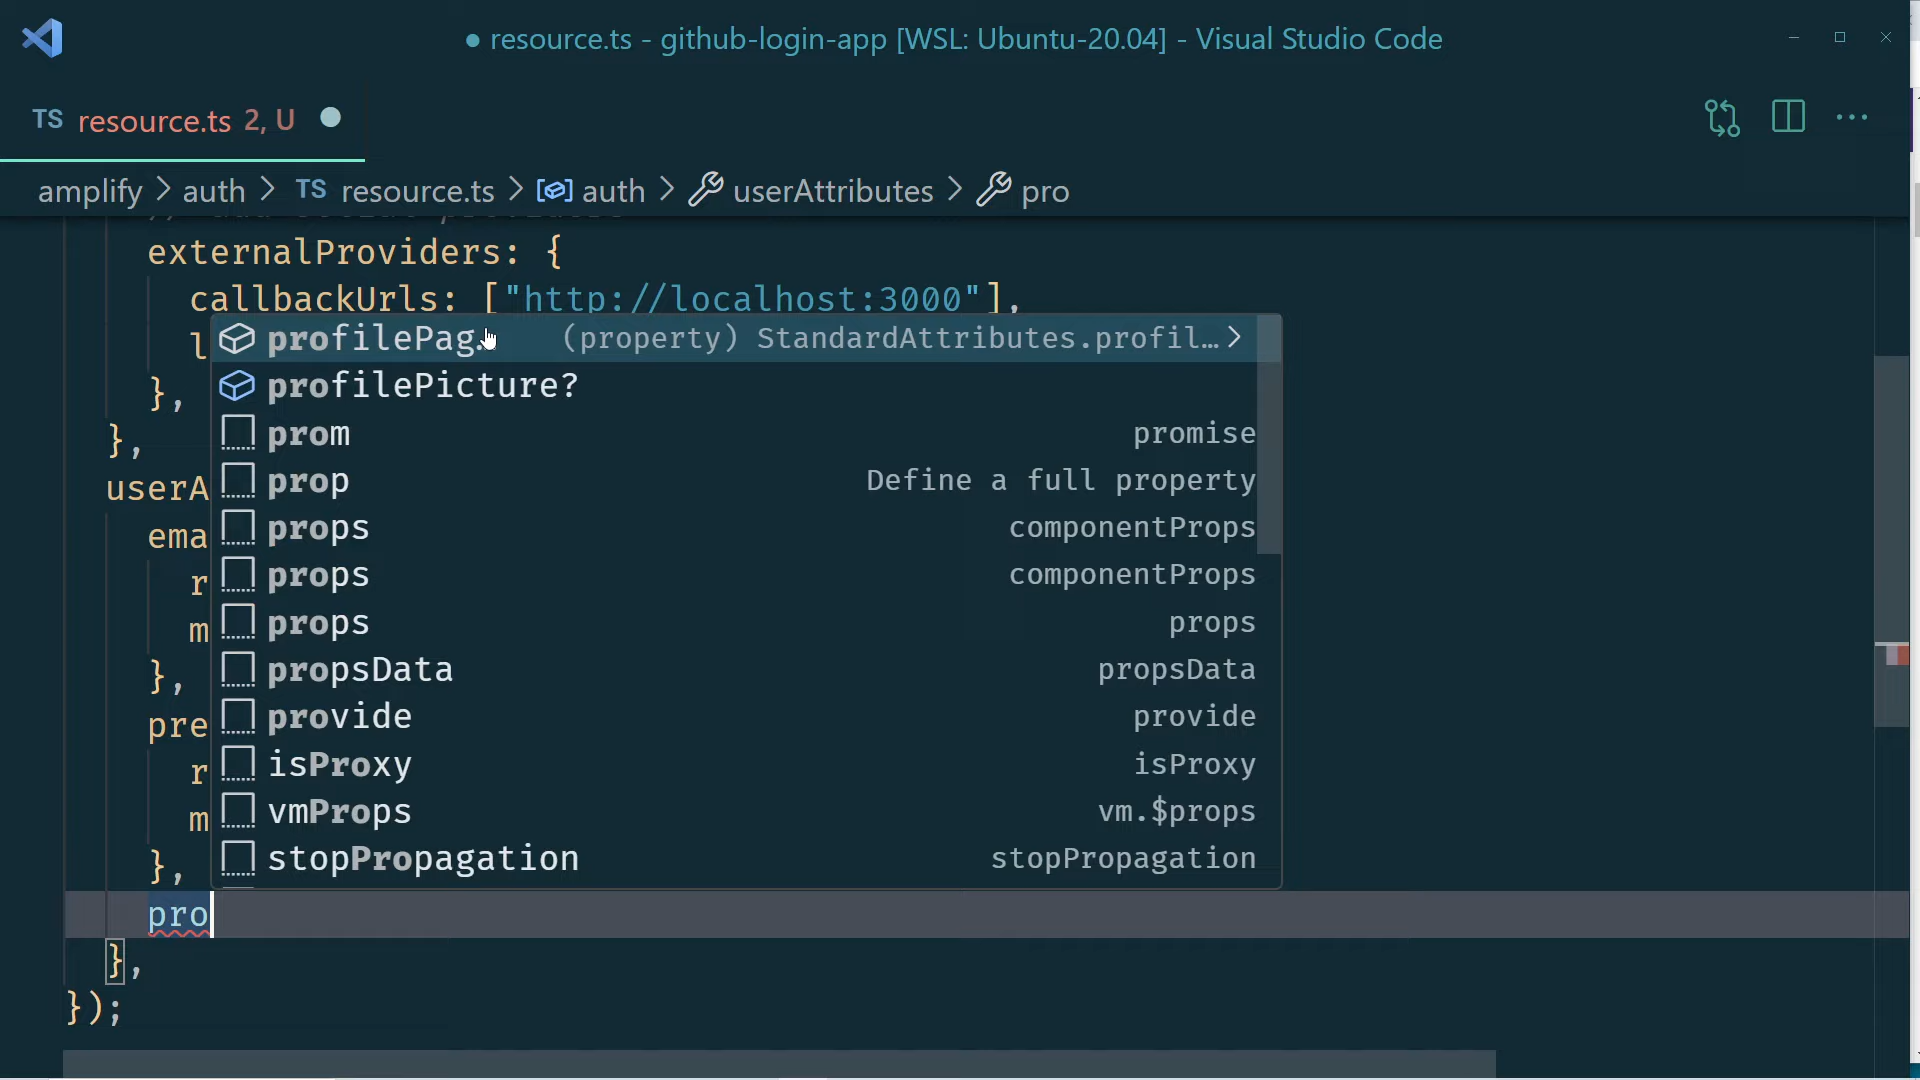 ● resource.ts - github-login-app [WSL: Ubuntu-20.04] - Visual Studio Code
TS resource.ts 2, U
amplify > auth > TS resource.ts > auth > userAttributes > pro
externalProviders: {
callbackUrls: ["http://localhost:3000"],
l
profilePag (property) StandardAttributes.profil…
},
profilePicture?
prom promise
},
prop Define a full property
userA
props componentProps
ema
props componentProps
r
props props
m
propsData propsData
},
provide provide
pre
isProxy isProxy
r
vmProps vm.$props
m
stopPropagation stopPropagation
},
pro
},
});